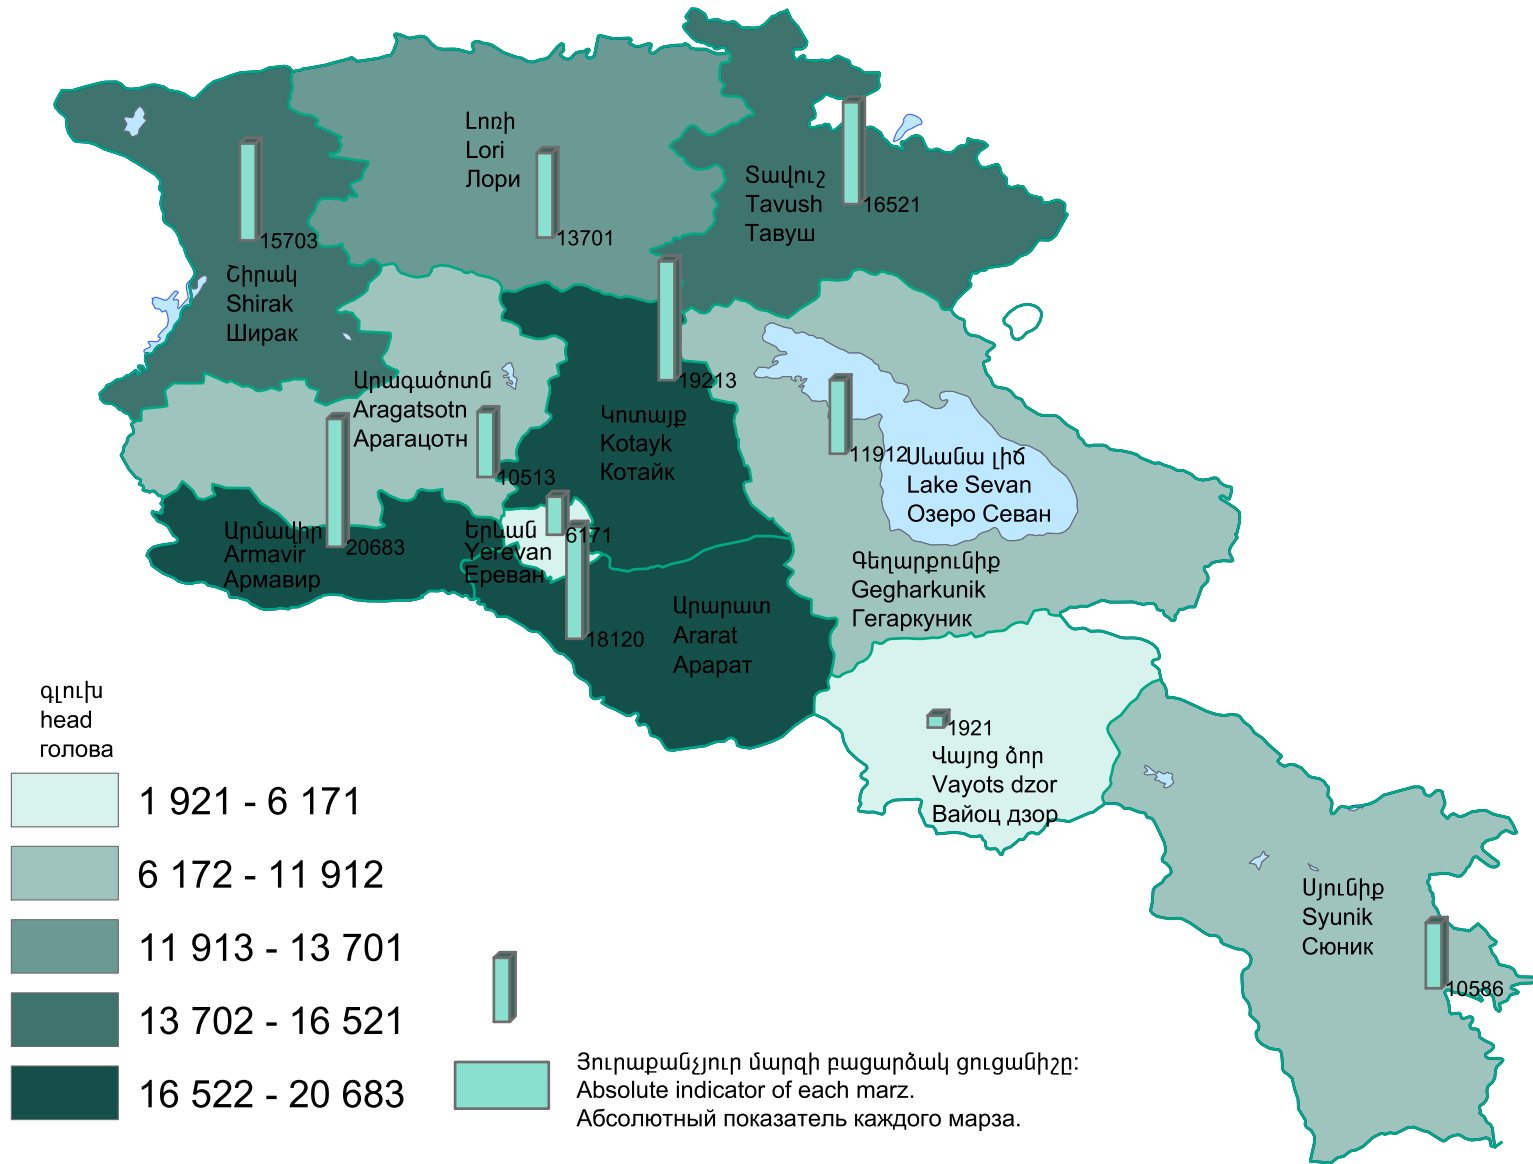 Լոռի
Lori
Лори
13701
Տավուշ
Tavush
Тавуш
16521
15703
Շիրակ
Shirak
Ширак
19213
Կոտայք
Kotayk
Котайк
Արագածոտն
Aragatsotn
Арагацотн
10513
11912
Սևանա լիճ
Lake Sevan
Озеро Севан
Արմավիր
Armavir
Армавир
20683
Երևան
Yerevan
Ереван
6171
Գեղարքունիք
Gegharkunik
Гегаркуник
Արարատ
Ararat
Арарат
18120
1921
Վայոց ձոր
Vayots dzor
Вайоц дзор
Սյունիք
Syunik
Сюник
10586
գլուխ
head
голова
1 921 - 6 171
6 172 - 11 912
11 913 - 13 701
13 702 - 16 521
16 522 - 20 683
Յուրաքանչյուր մարզի բացարձակ ցուցանիշը:
Absolute indicator of each marz.
Абсолютный показатель каждого марза.